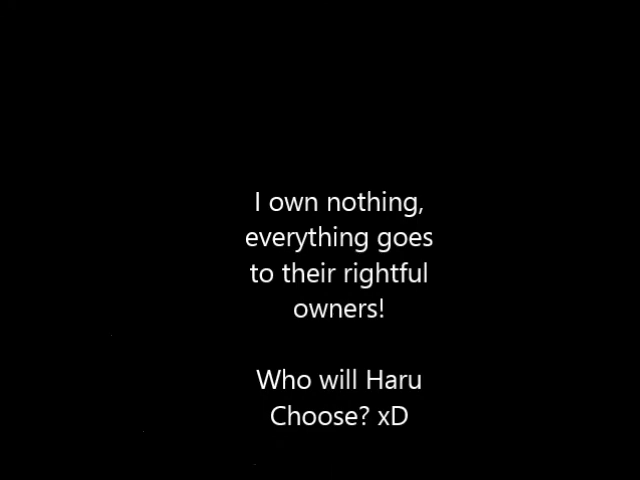 I own nothing,
everything goes
to their rightful
owners!
Who will Haru
Choose? xD